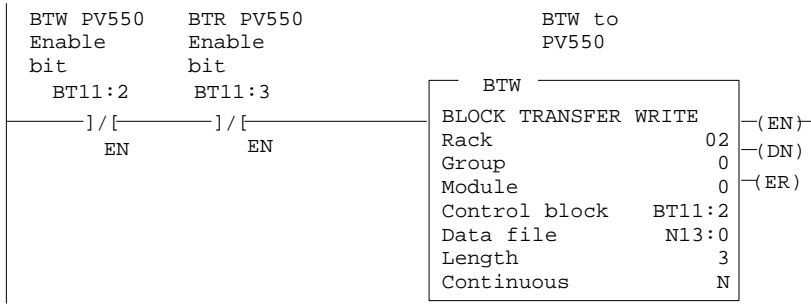 BTW PV550 BTR PV550 BTW to
Enable Enable PV550
bit bit
BTW
BT11:2 BT11:3
BLOCK TRANSFER WRITE (EN)
]/[ ]/[
EN EN
Rack 02 (DN)
Group 0
Module 0 (ER)
Control block BT11:2
Data file N13:0
Length 3
Continuous N